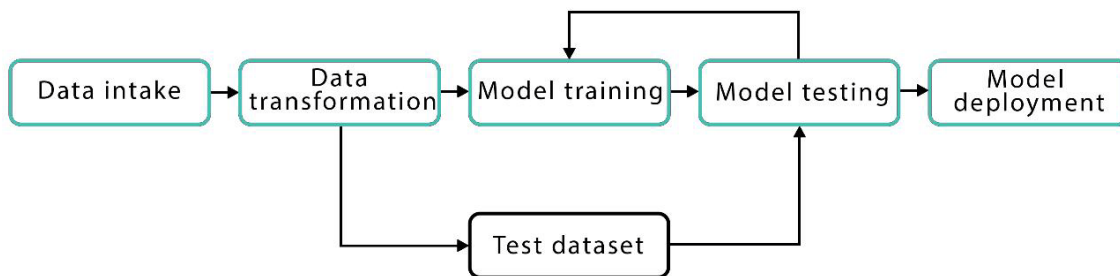 Data intake
Data
transformation
Model training
Model testing
Model
deployment
Test dataset